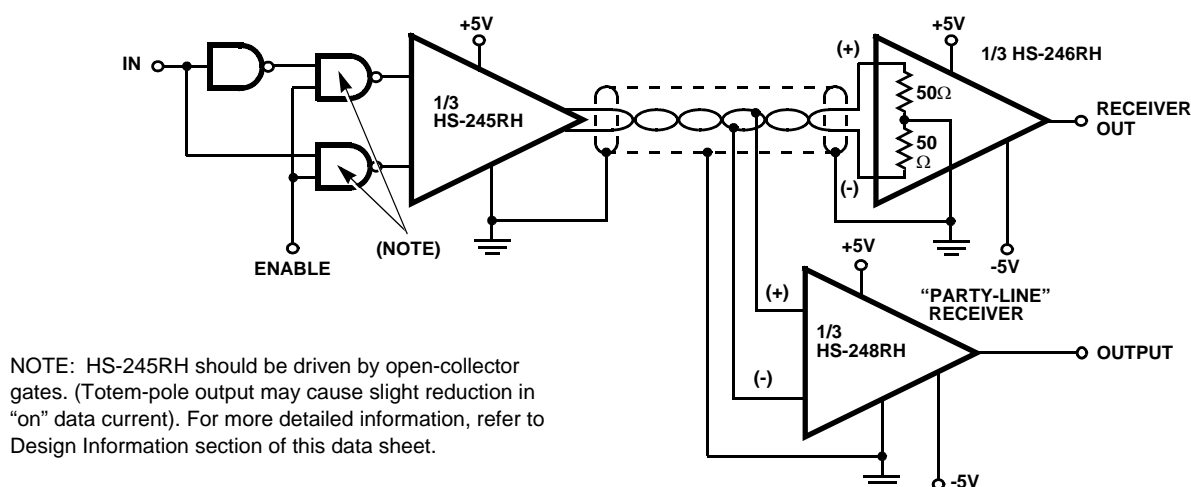 +5V
IN
1/3
HS-245RH
(NOTE)
ENABLE
(+)
(-)
+5V
1/3 HS-246RH
50Ω
50
Ω
RECEIVER
OUT
-5V
+5V
(+)
(-)
1/3
HS-248RH
“PARTY-LINE”
RECEIVER
OUTPUT
-5V
NOTE: HS-245RH should be driven by open-collector
gates. (Totem-pole output may cause slight reduction in
“on” data current). For more detailed information, refer to
Design Information section of this data sheet.